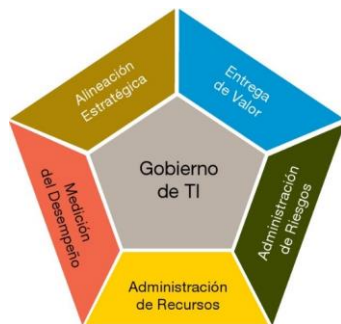 Alineación
Estratégica
Entrega
de Valor
Gobierno
de TI
Medición
del Desempeño
Administración
de Riesgos
Administración
de Recursos